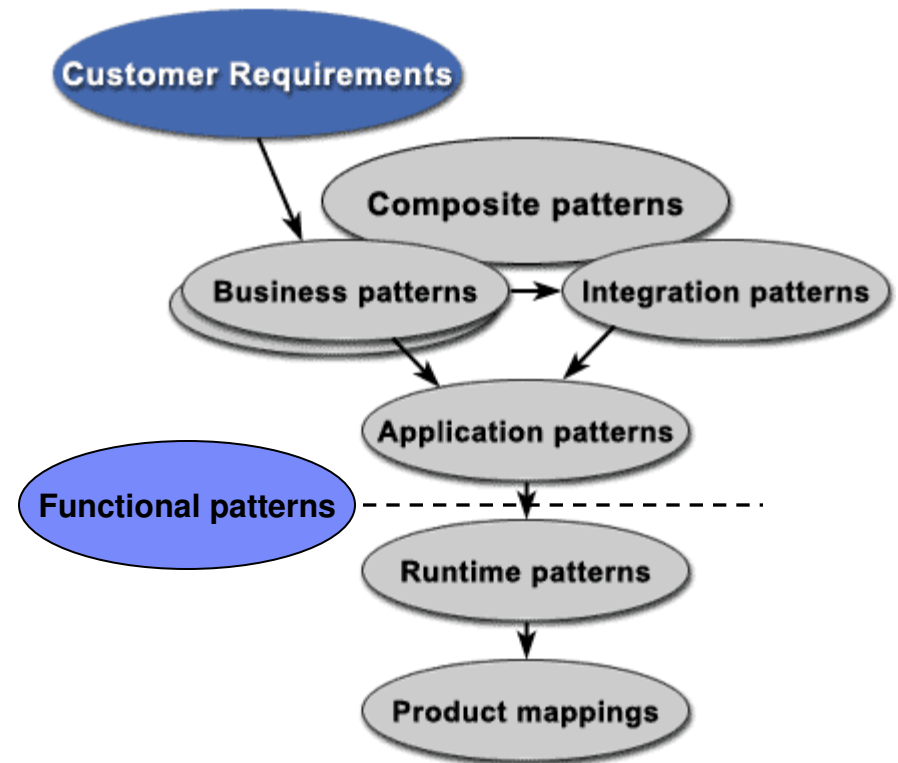 Customer Requirements
Composite patterns
Business patterns
Integration patterns
Application patterns
Functional patterns
Runtime patterns
Product mappings